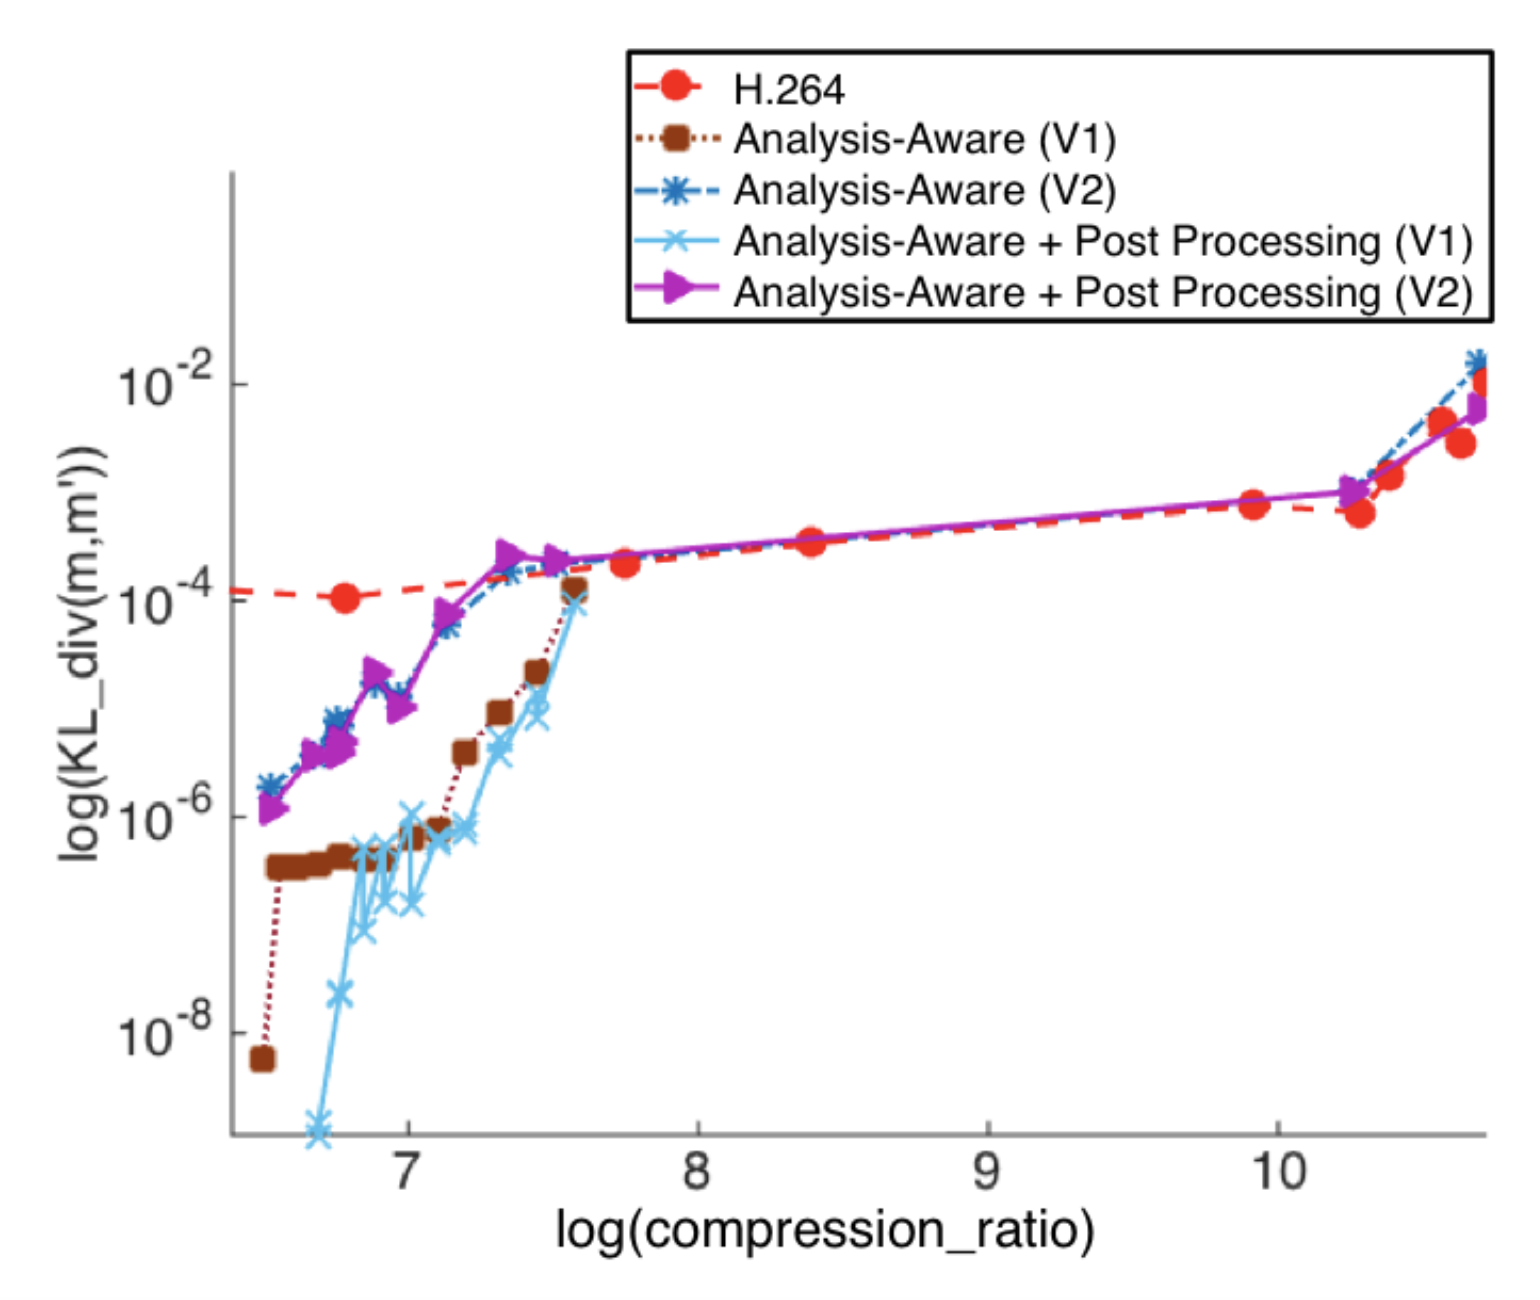 H.264
Analysis-Aware (V1)
Analysis-Aware (V2)
Analysis-Aware + Post Processing (V1)
Analysis-Aware + Post Processing (V2)
10-2
10-4
10-6
10-8
log(KL_div(m,m'))
7 8 9 10
log(compression_ratio)